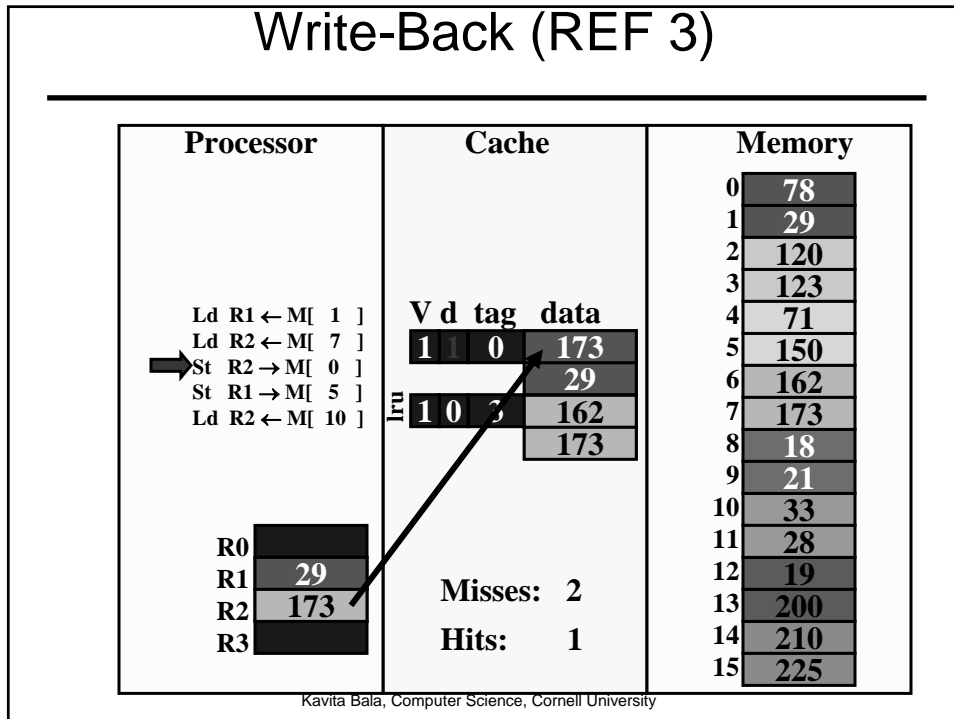 Write-Back (REF 3)
Processor
Ld R1 ← M[ 1 ]
Ld R2 ← M[ 7 ]
St R2 → M[ 0 ]
St R1 → M[ 5 ]
Ld R2 ← M[ 10 ]
R0
R1 29
R2 173
R3
Cache
V d tag data
1 1 0 173
29
lru 1 0 3 162
173
Misses: 2
Hits: 1
Memory
0 78
1 29
2 120
3 123
4 71
5 150
6 162
7 173
8 18
9 21
10 33
11 28
12 19
13 200
14 210
15 225
Kavita Bala, Computer Science, Cornell University